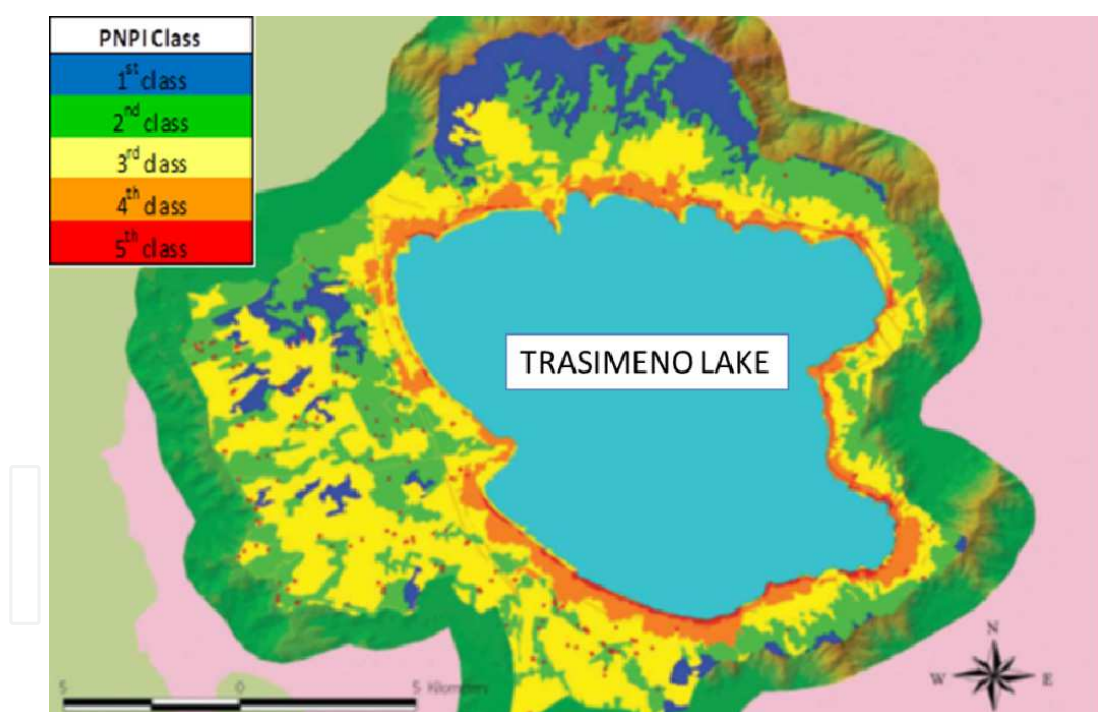 PNPI Class
1st class
2nd class
3rd class
4th class
5th class
TRASIMENO LAKE
N
W E
5 0 5 Kilometers